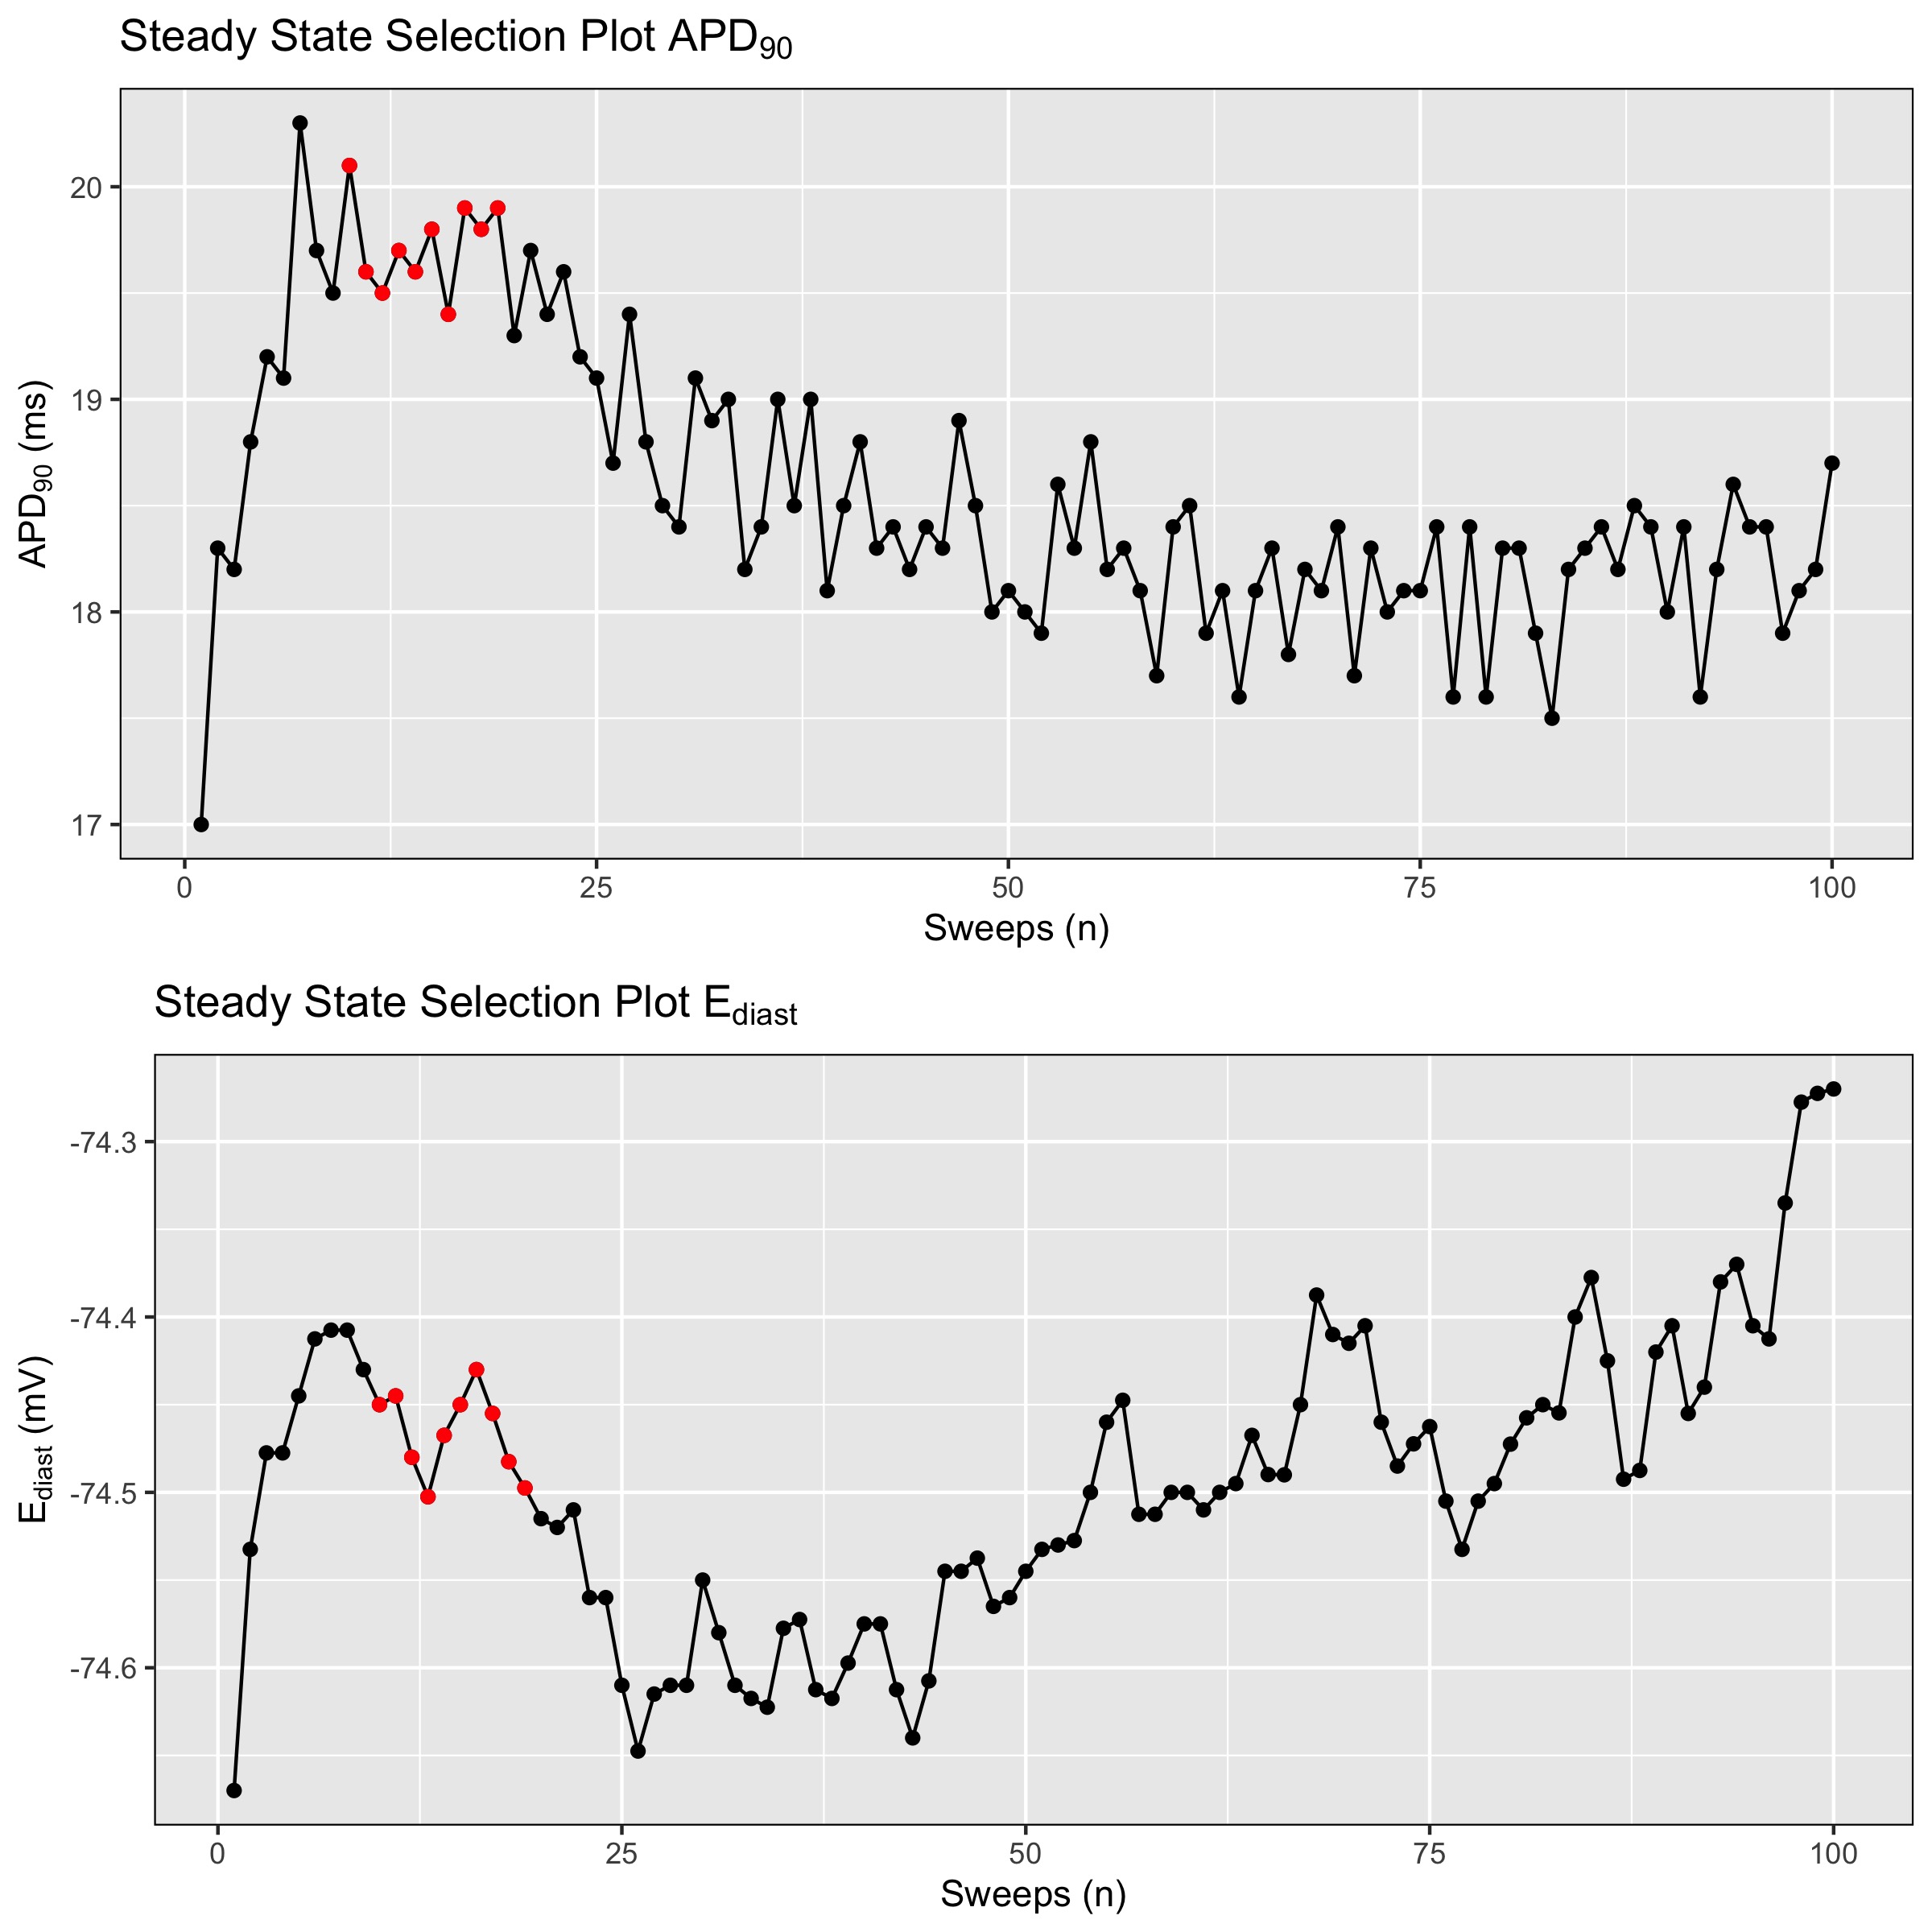 Steady State Selection Plot APD90
APD90 (ms)
20
19
18
17
0 25 50 75 100
Sweeps (n)
Steady State Selection Plot Ediast
Ediast (mV)
-74.3
-74.4
-74.5
-74.6
0 25 50 75 100
Sweeps (n)